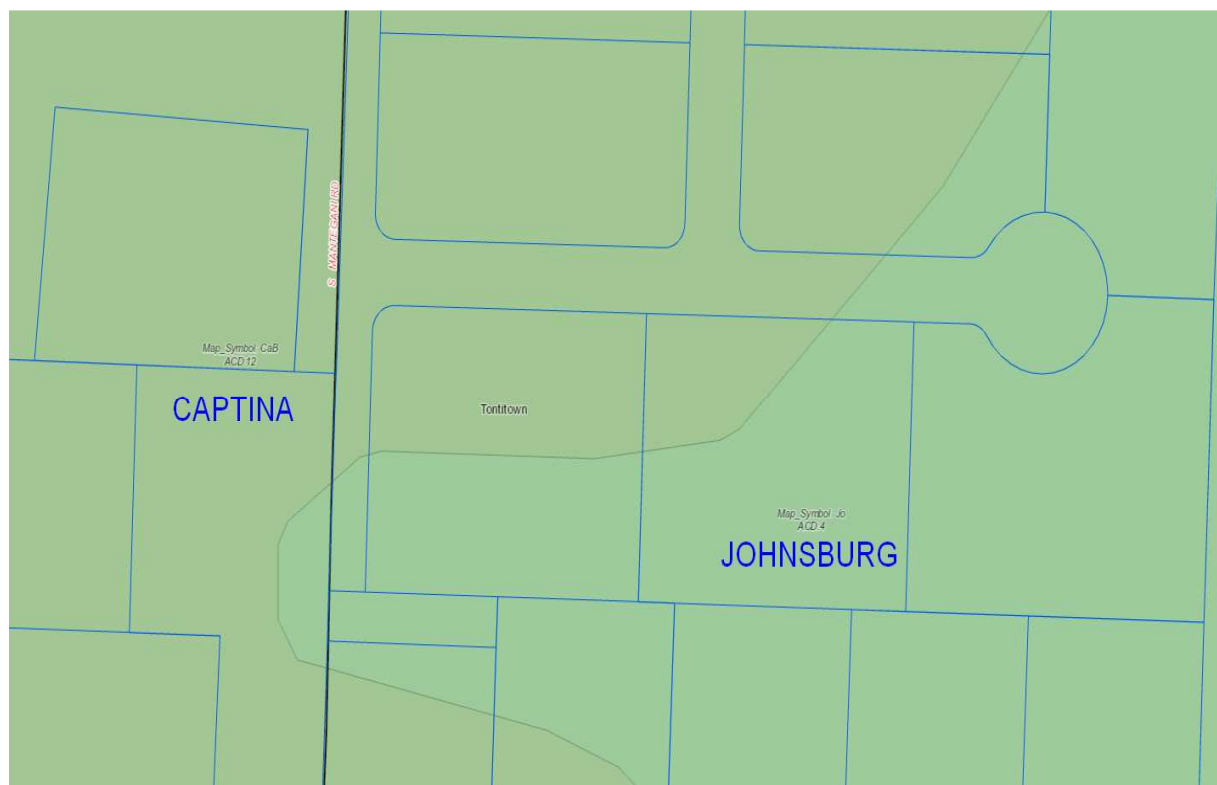 S MANTEGANI RD
Map_Symbol CaB
ACD 12
CAPTINA
Tontitown
Map_Symbol Jo
ACD 4
JOHNSBURG